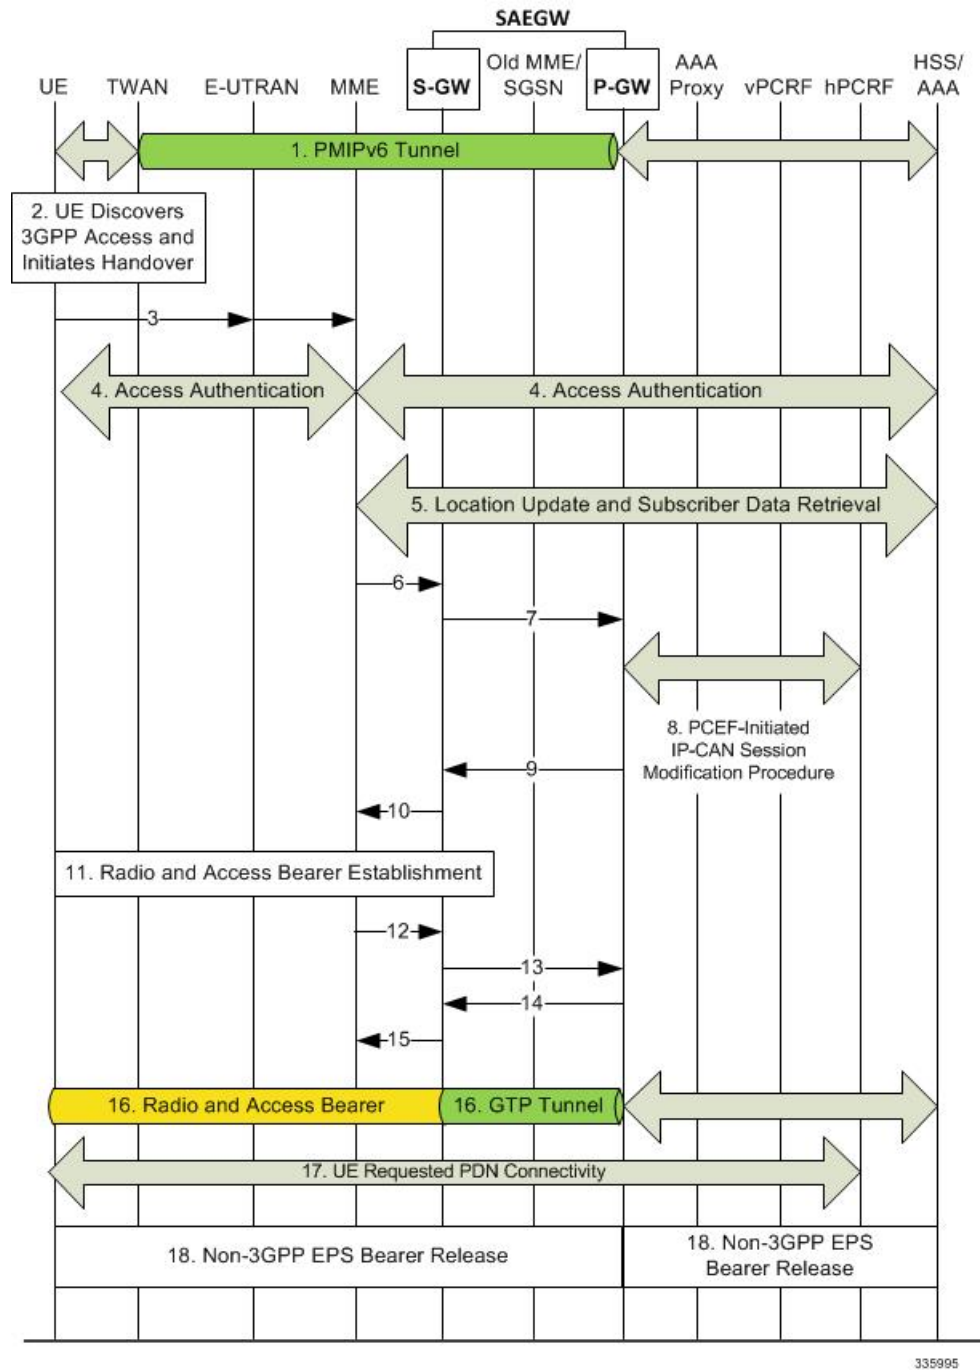 SAEGW
UE TWAN E-UTRAN MME S-GW Old MME/ SGSN P-GW AAA Proxy vPCRF hPCRF HSS/ AAA
1. PMIPv6 Tunnel
2. UE Discovers
3GPP Access and
Initiates Handover
3
4. Access Authentication 4. Access Authentication
5. Location Update and Subscriber Data Retrieval
6
7
8. PCEF-Initiated
IP-CAN Session
Modification Procedure
9
10
11. Radio and Access Bearer Establishment
12
13
14
15
16. Radio and Access Bearer 16. GTP Tunnel
17. UE Requested PDN Connectivity
18. Non-3GPP EPS Bearer Release
18. Non-3GPP EPS
Bearer Release
335995